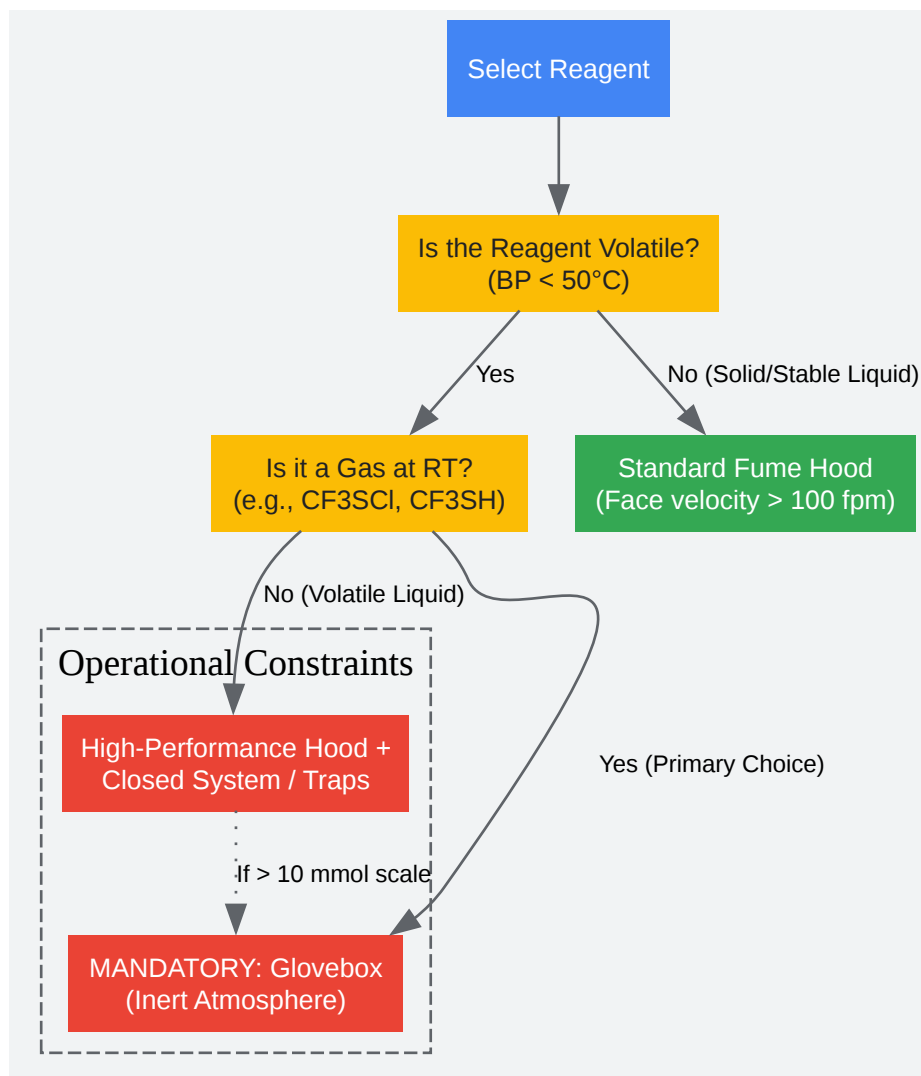 Select Reagent
Is the Reagent Volatile?
(BP < 50°C)
Yes
No (Solid/Stable Liquid)
Is it a Gas at RT?
(e.g., CF3SCl, CF3SH)
Standard Fume Hood
(Face velocity > 100 fpm)
No (Volatile Liquid)
Operational Constraints
High-Performance Hood +
Closed System / Traps
Yes (Primary Choice)
If > 10 mmol scale
MANDATORY: Glovebox
(Inert Atmosphere)